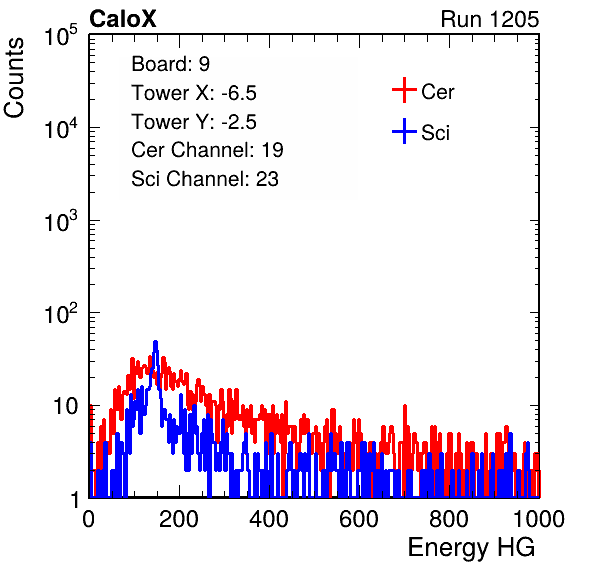 CaloX Run 1205
Counts
10^5
10^4
10^3
10^2
10
1
Board: 9
Tower X: -6.5
Tower Y: -2.5
Cer Channel: 19
Sci Channel: 23
Cer
Sci
0 200 400 600 800 1000
Energy HG